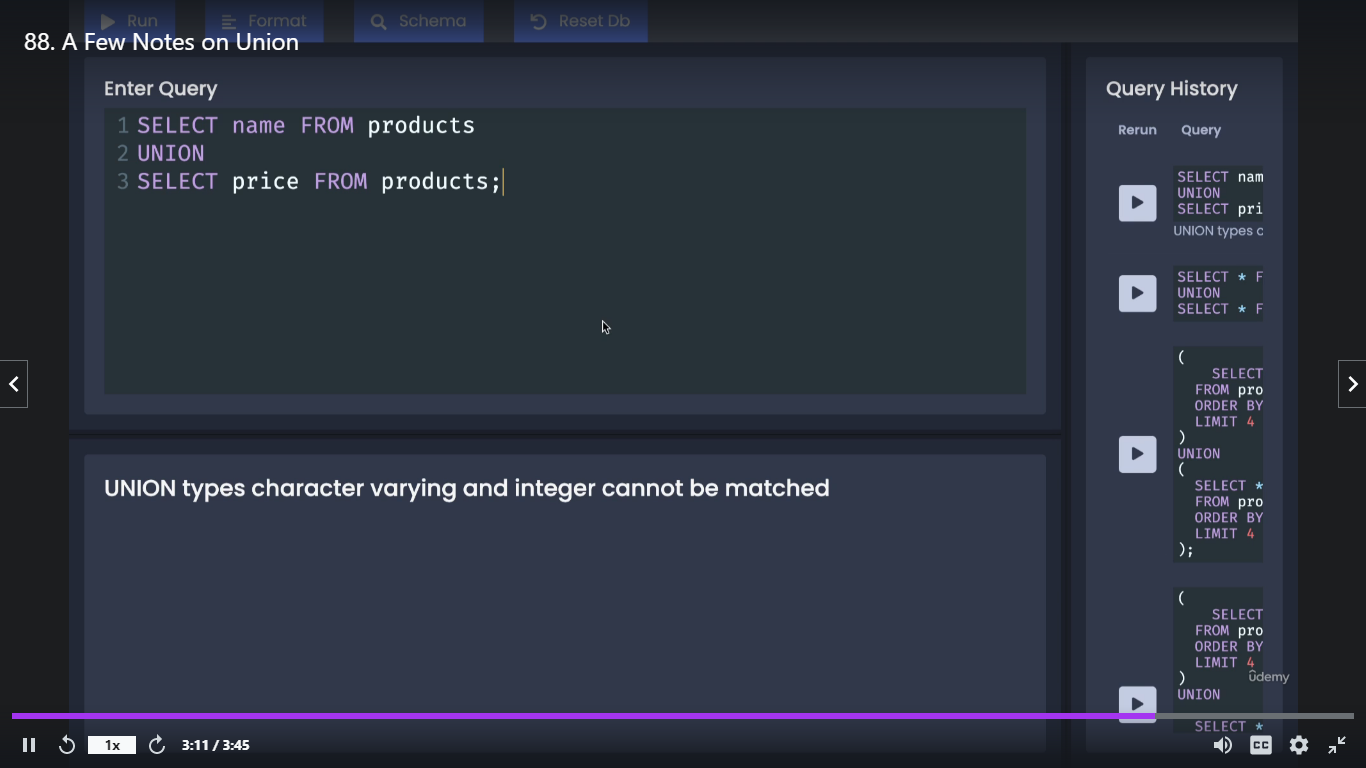 Run
Format
Schema
Reset Db
88. A Few Notes on Union
Enter Query
1 SELECT name FROM products
2 UNION
3 SELECT price FROM products;
UNION types character varying and integer cannot be matched
Query History
Rerun Query
SELECT nam
UNION
SELECT pri
UNION types c
SELECT * F
UNION
SELECT * F
(
SELECT
FROM pro
ORDER BY
LIMIT 4
)
UNION
(
SELECT *
FROM pro
ORDER BY
LIMIT 4
);
(
SELECT
FROM pro
ORDER BY
LIMIT 4
)
UNION
SELECT *
ûdemy
1x
3:11 / 3:45
CC